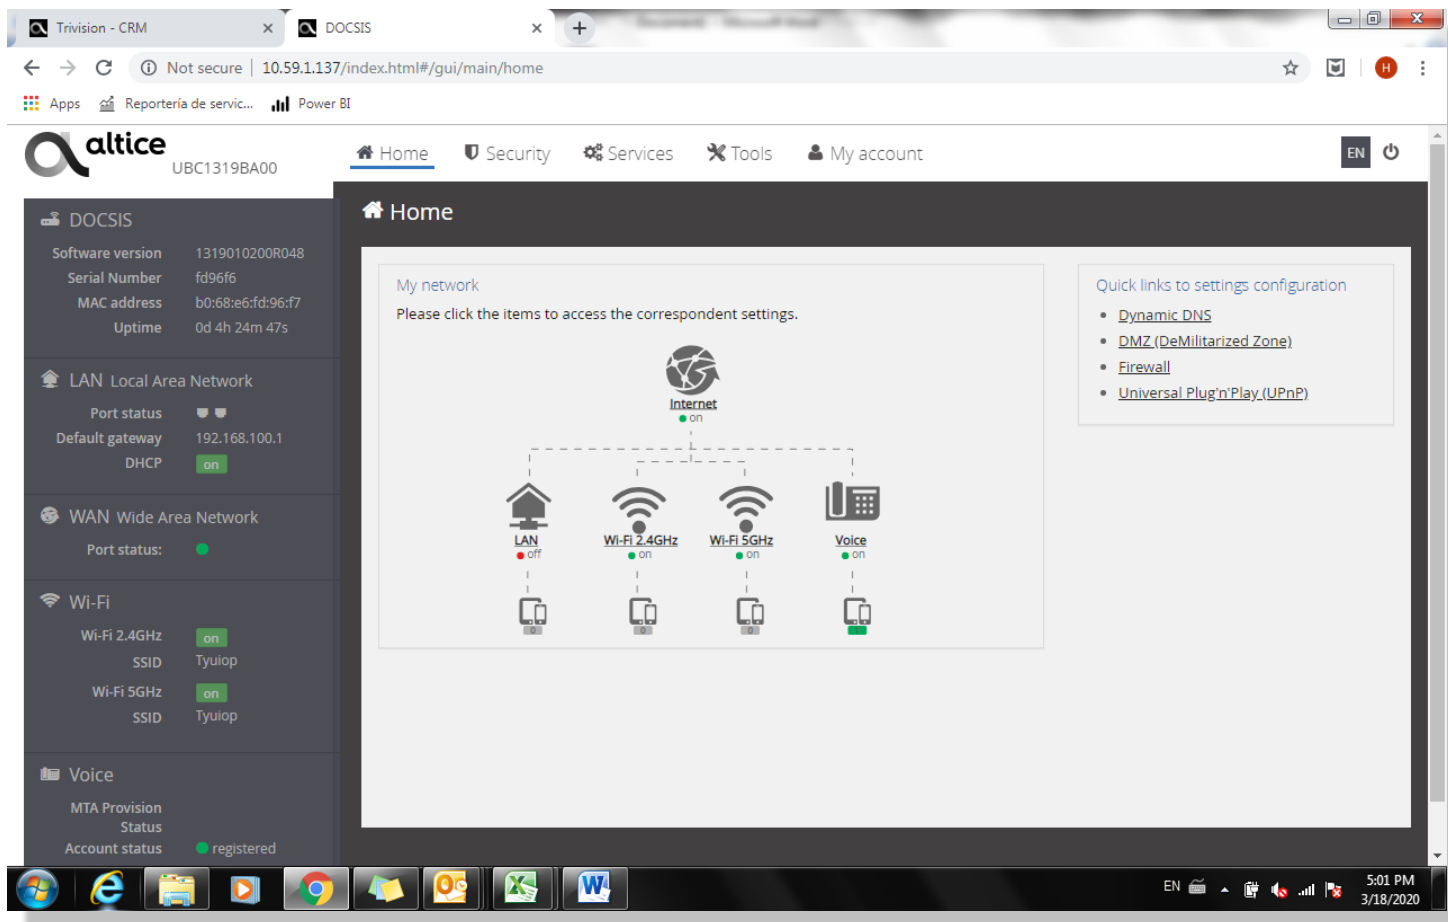 Trivision - CRM
DOCSIS
Document1 - Microsoft Word
Not secure | 10.59.1.137/index.html#/gui/main/home
H
Apps
Reportería de servic...
Power BI
altice
UBC1319BA00
Home
Security
Services
Tools
My account
EN
DOCSIS
Software version 1319010200R048
Serial Number fd96f6
MAC address b0:68:e6:fd:96:f7
Uptime 0d 4h 24m 47s
LAN Local Area Network
Port status
Default gateway 192.168.100.1
DHCP on
WAN Wide Area Network
Port status:
Wi-Fi
Wi-Fi 2.4GHz on
SSID Tyuiop
Wi-Fi 5GHz on
SSID Tyuiop
Voice
MTA Provision
Status
Account status registered
Home
My network
Please click the items to access the correspondent settings.
Internet
on
LAN
off
Wi-Fi 2.4GHz
on
Wi-Fi 5GHz
on
Voice
on
0
0
0
Quick links to settings configuration
Dynamic DNS
DMZ (DeMilitarized Zone)
Firewall
Universal Plug'n'Play (UPnP)
EN
5:01 PM
3/18/2020